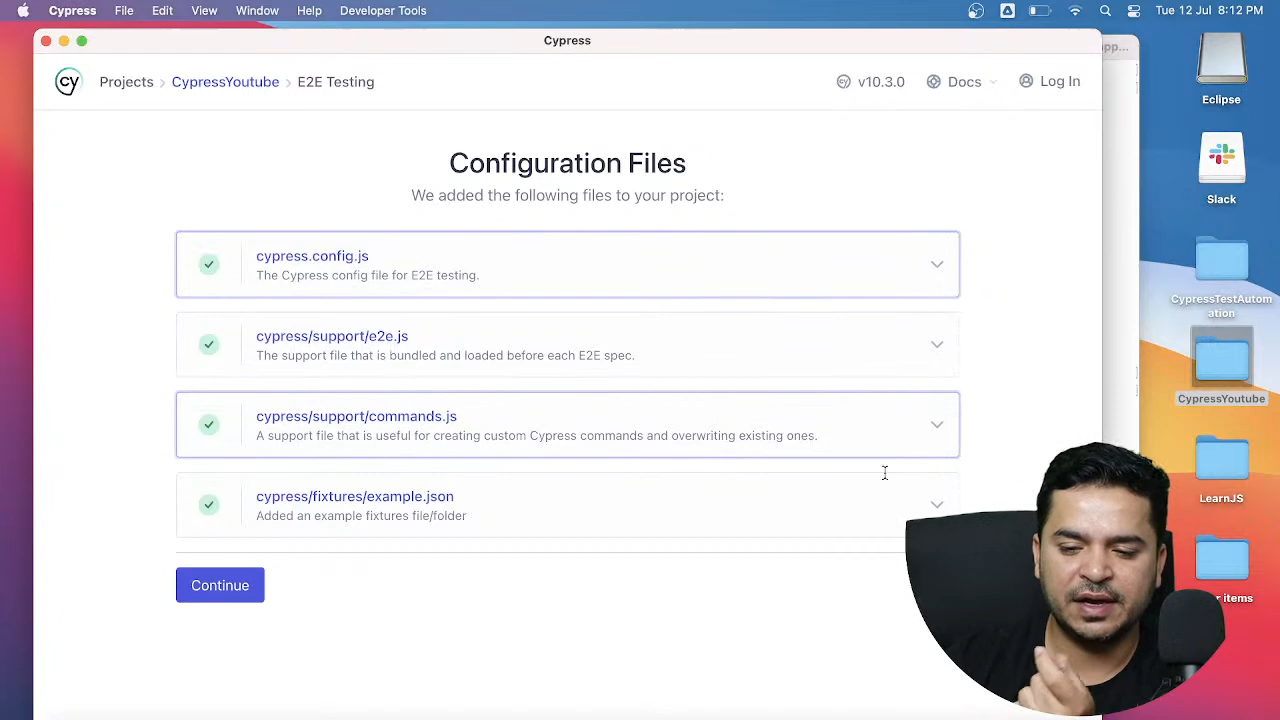 Cypress File Edit View Window Help Developer Tools Tue 12 Jul 8:12 PM
Cypress
pp...
cy Projects CypressYoutube E2E Testing cy v10.3.0 Docs Log In
Configuration Files
We added the following files to your project:
cypress.config.js
The Cypress config file for E2E testing.
cypress/support/e2e.js
The support file that is bundled and loaded before each E2E spec.
cypress/support/commands.js
A support file that is useful for creating custom Cypress commands and overwriting existing ones.
cypress/fixtures/example.json
Added an example fixtures file/folder
Continue
Eclipse
Slack
CypressTestAutom
ation
CypressYoutube
LearnJS
r items